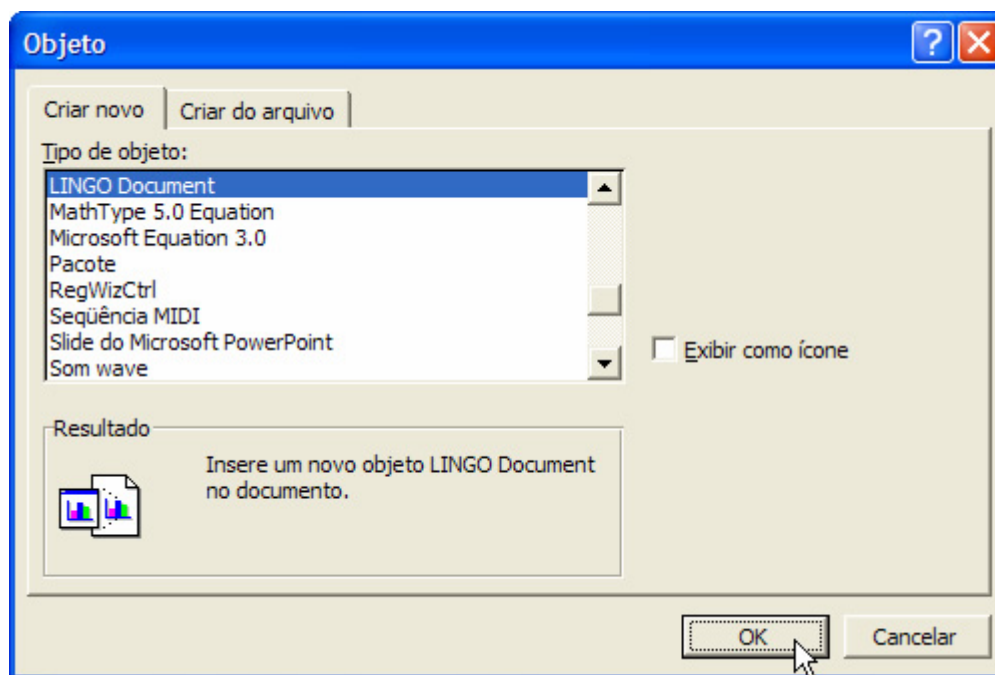 Objeto
Criar novo
Criar do arquivo
Tipo de objeto:
LINGO Document
MathType 5.0 Equation
Microsoft Equation 3.0
Pacote
RegWizCtrl
Seqüência MIDI
Slide do Microsoft PowerPoint
Som wave
Exibir como ícone
Resultado
Insere um novo objeto LINGO Document
no documento.
OK
Cancelar